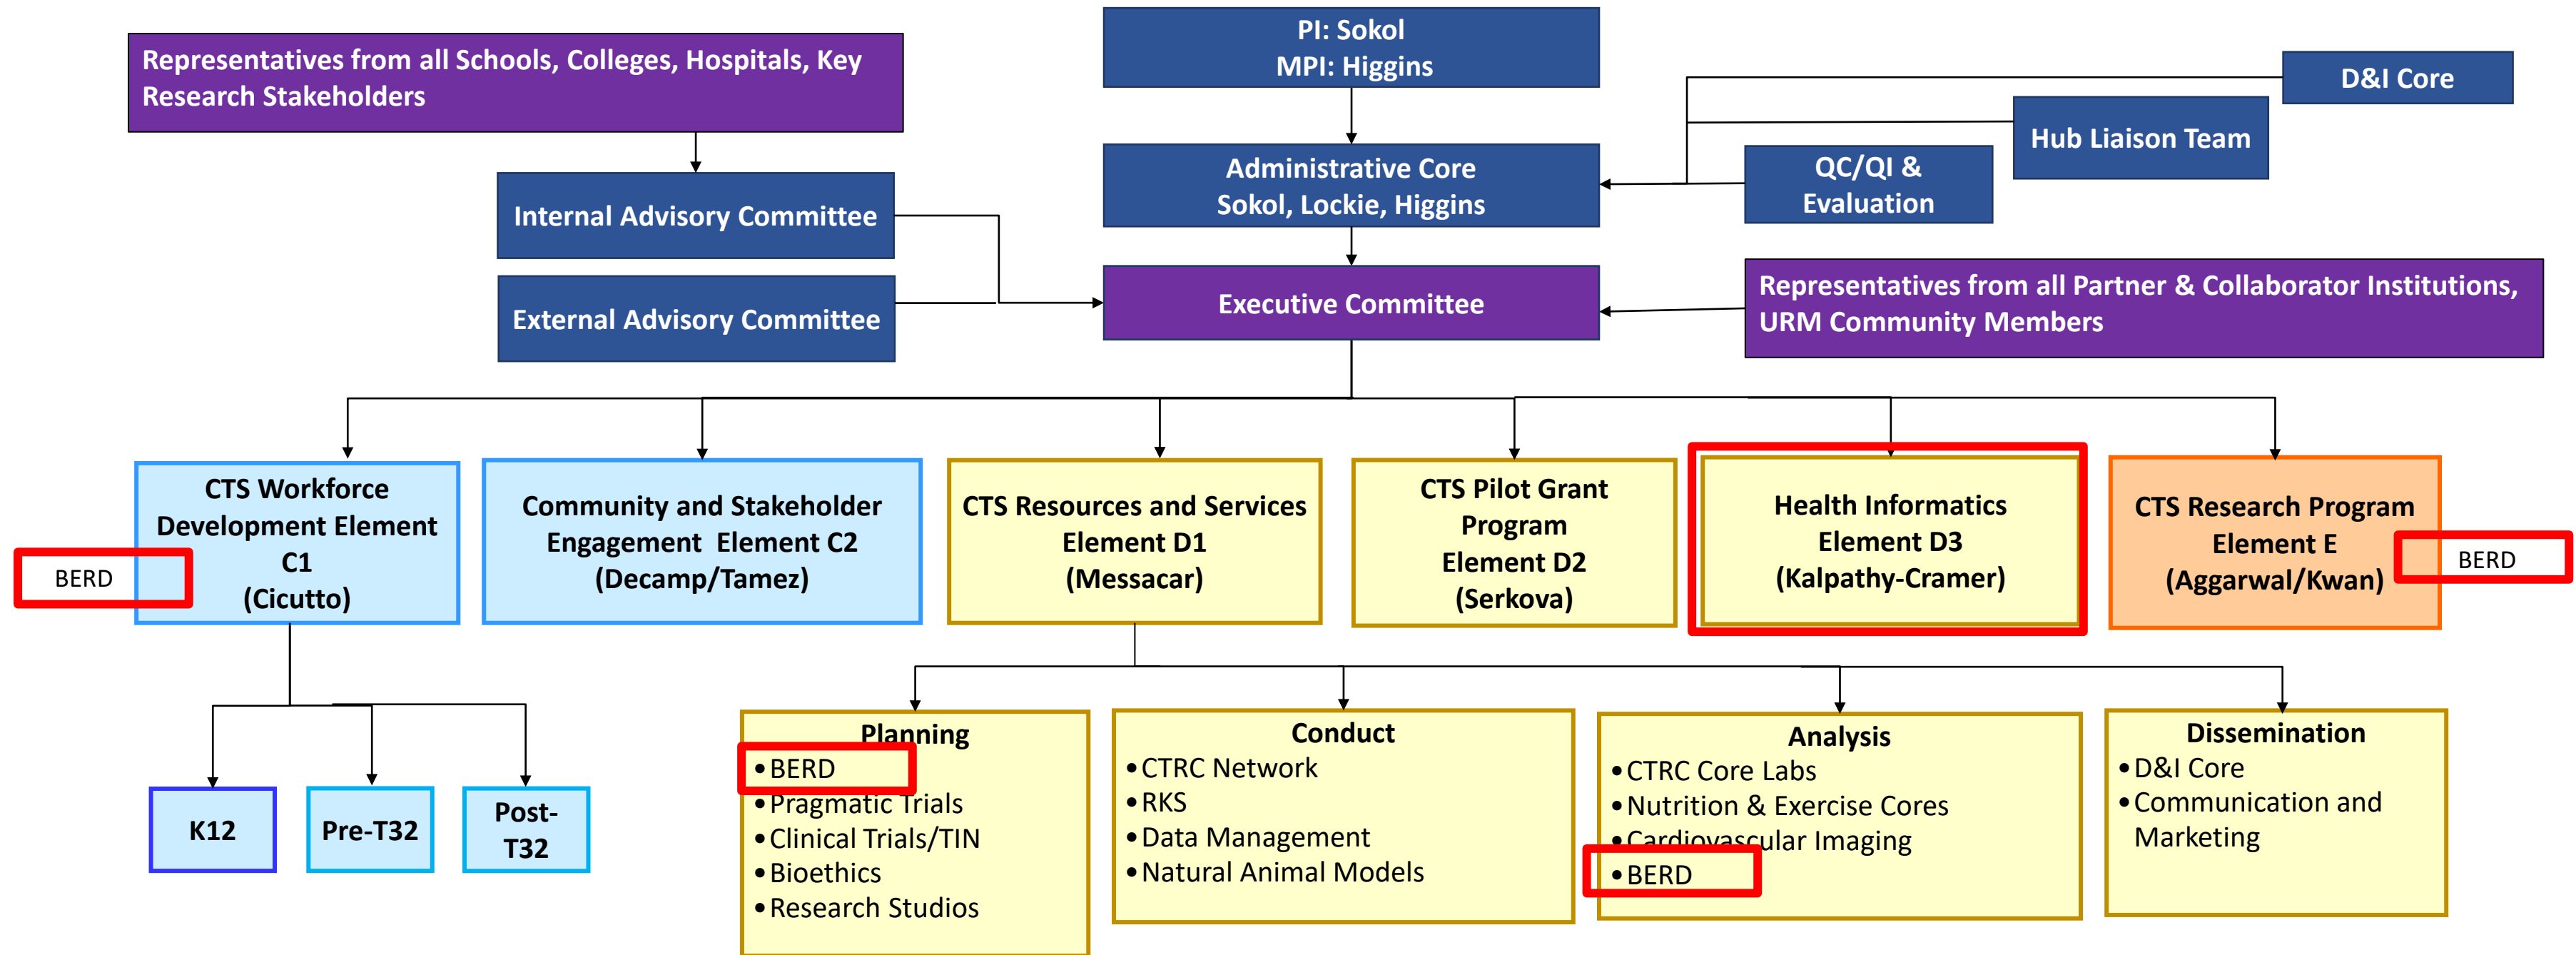 PI: Sokol
MPI: Higgins
Representatives from all Schools, Colleges, Hospitals, Key
Research Stakeholders
D&I Core
Hub Liaison Team
QC/QI &
Evaluation
Administrative Core
Sokol, Lockie, Higgins
Internal Advisory Committee
External Advisory Committee
Executive Committee
Representatives from all Partner & Collaborator Institutions,
URM Community Members
BERD
CTS Workforce
Development Element
C1
(Cicutto)
Community and Stakeholder
Engagement Element C2
(Decamp/Tamez)
CTS Resources and Services
Element D1
(Messacar)
CTS Pilot Grant
Program
Element D2
(Serkova)
Health Informatics
Element D3
(Kalpathy-Cramer)
CTS Research Program
Element E
(Aggarwal/Kwan)
BERD
K12
Pre-T32
Post-
T32
Planning
•BERD
•Pragmatic Trials
•Clinical Trials/TIN
•Bioethics
•Research Studios
Conduct
•CTRC Network
•RKS
•Data Management
•Natural Animal Models
Analysis
•CTRC Core Labs
•Nutrition & Exercise Cores
•Cardiovascular Imaging
•BERD
Dissemination
•D&I Core
•Communication and
Marketing